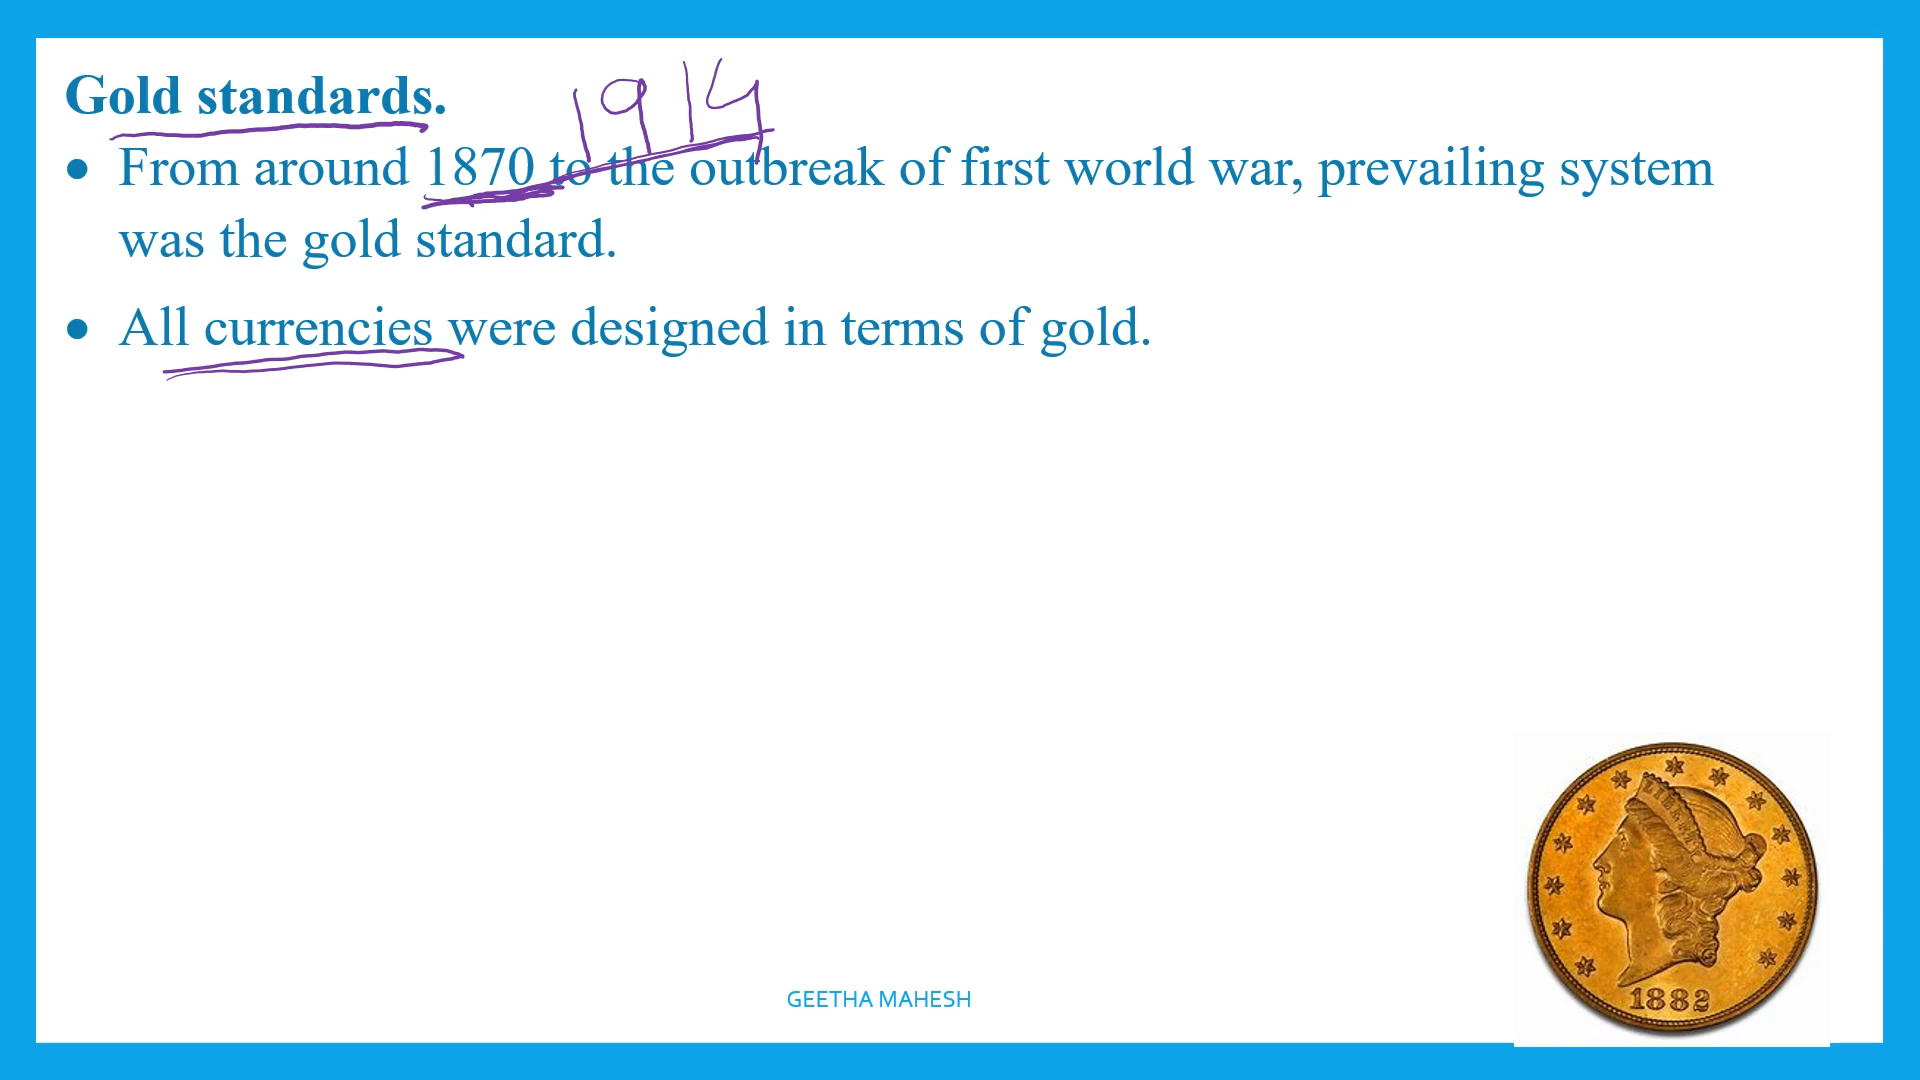 Gold standards.
1914
• From around 1870 to the outbreak of first world war, prevailing system
was the gold standard.
• All currencies were designed in terms of gold.
LIBERTY
1882
GEETHA MAHESH